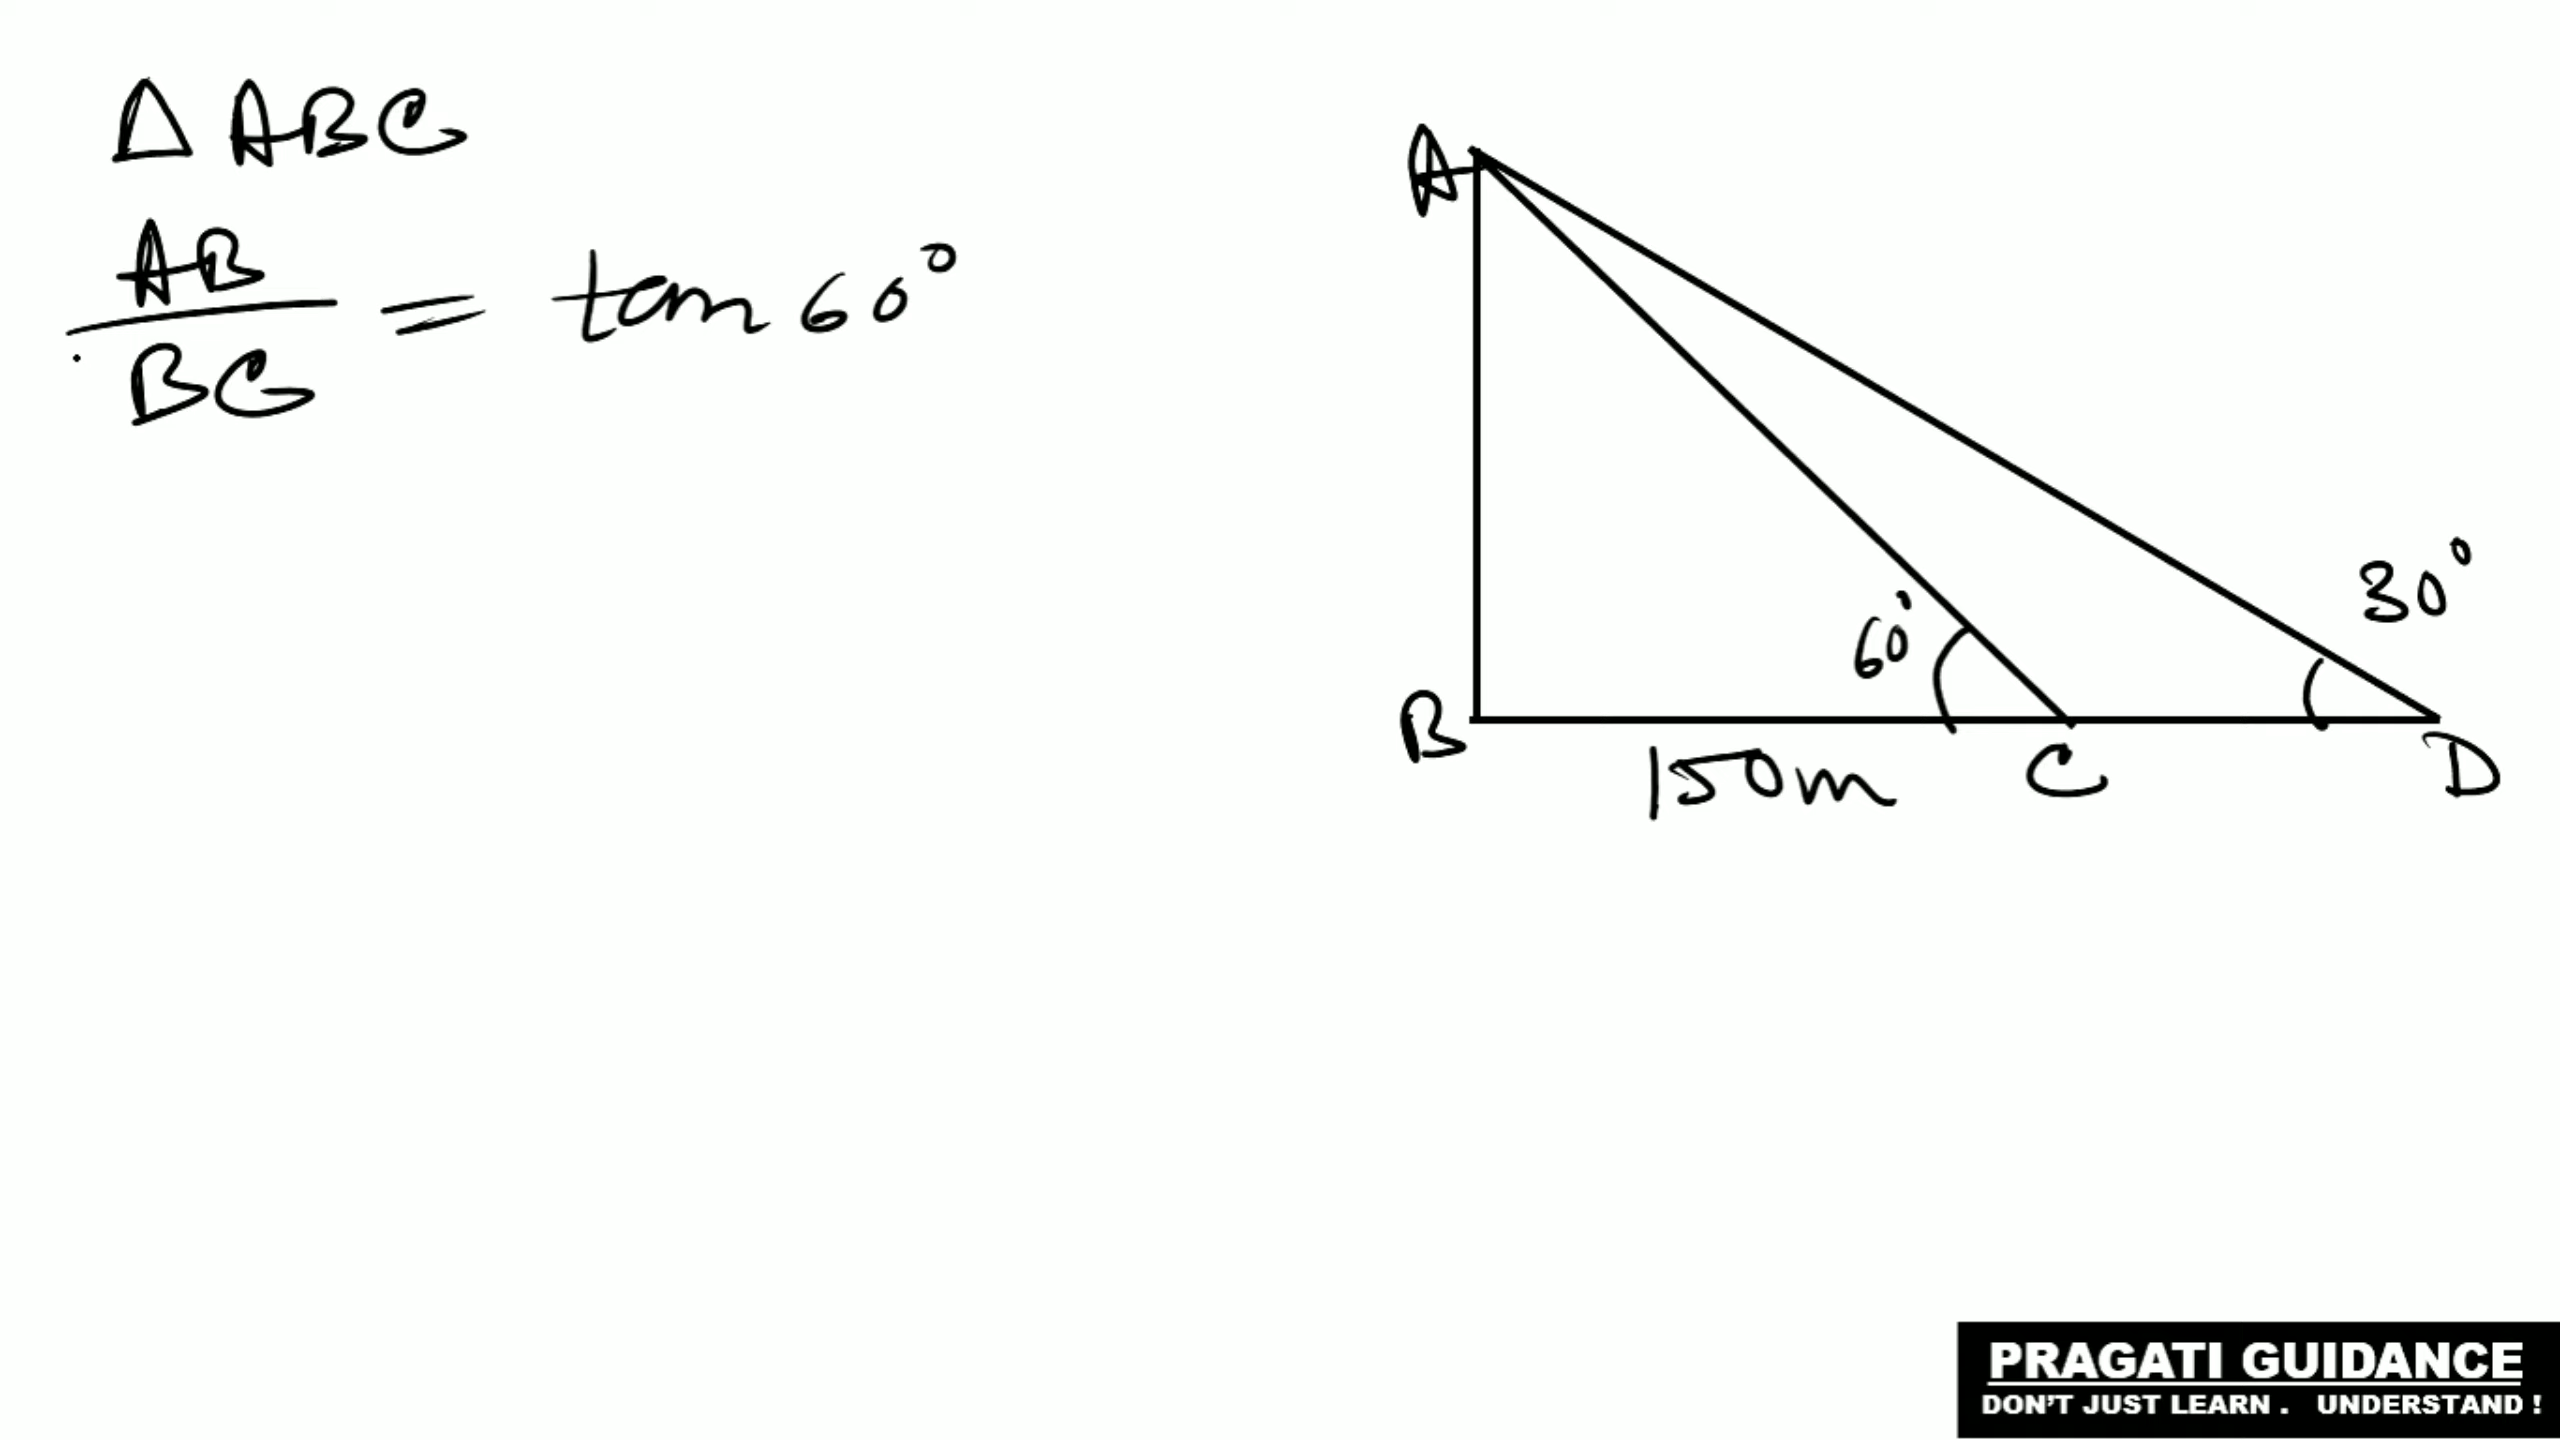 Δ ABC
AB
BC
= tan 60°
A
60°
30°
B
150m
C
D
PRAGATI GUIDANCE
DON'T JUST LEARN . UNDERSTAND !